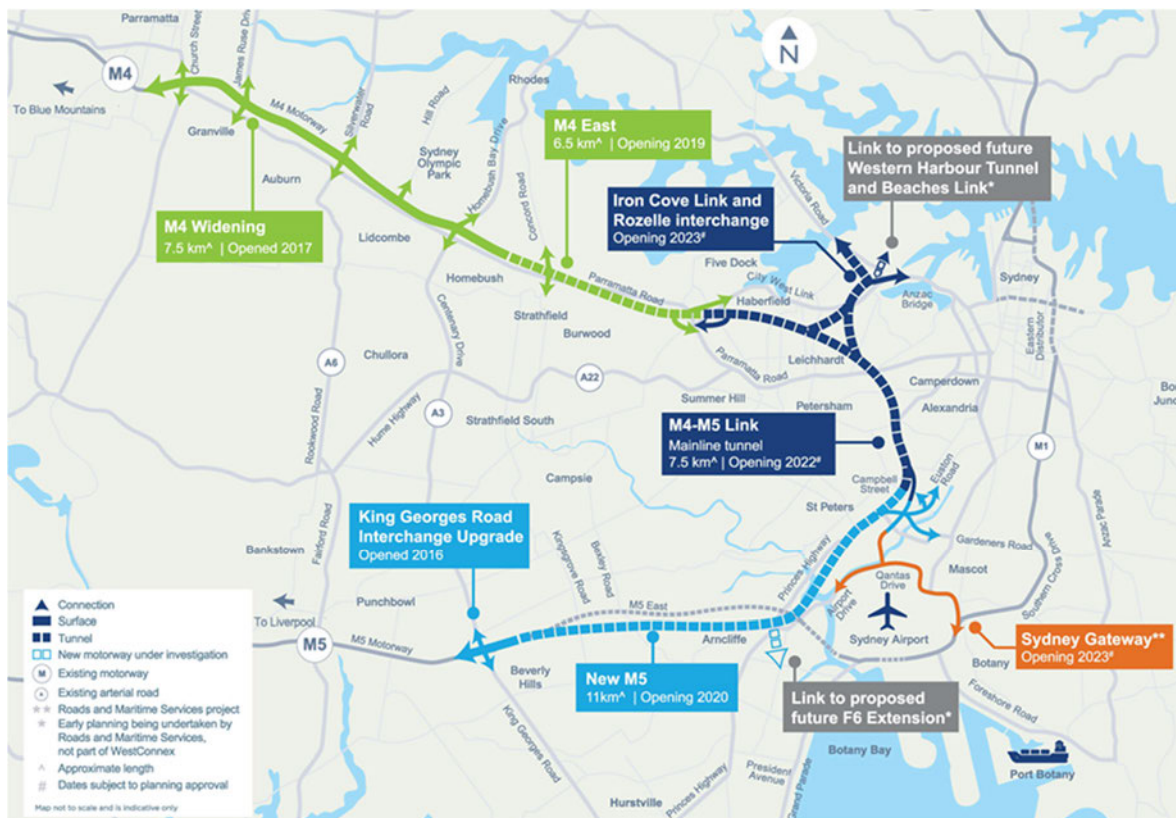 Parramatta
Church Street
James Ruse Drive
M4
To Blue Mountains
M4 Motorway
Granville
Silverwater Road
Hill Road
Rhodes
N
Auburn
Sydney
Olympic
Park
Homebush Bay Drive
M4 East
6.5 km^ | Opening 2019
Link to proposed future
Western Harbour Tunnel
and Beaches Link*
Victoria Road
Iron Cove Link and
Rozelle interchange
Opening 2023#
M4 Widening
7.5 km^ | Opened 2017
Lidcombe
Concord Road
Homebush
Parramatta Road
Five Dock
City West Link
Haberfield
Anzac
Bridge
Sydney
Eastern
Distributor
Strathfield
Burwood
Centenary Drive
A6
Chullora
A22
Leichhardt
Parramatta Road
Summer Hill
Camperdown
Petersham
Alexandria
Rookwood Road
Hume Highway
A3
Strathfield South
M4-M5 Link
Mainline tunnel
7.5 km^ | Opening 2022#
M1
Campsie
Campbell
Street
Euston
Road
St Peters
Anzac Parade
King Georges Road
Interchange Upgrade
Opened 2016
Fairford Road
Bankstown
Kingsgrove Road
Bexley Road
Princes Highway
Gardeners Road
Mascot
Southern Cross Drive
Qantas
Drive
Airport
Drive
Punchbowl
M5 East
To Liverpool
M5
M5 Motorway
Arncliffe
Sydney Airport
Sydney Gateway**
Opening 2023#
Botany
Beverly
Hills
New M5
11km^ | Opening 2020
Link to proposed
future F6 Extension*
Foreshore Road
King Georges Road
Botany Bay
Port Botany
President
Avenue
Grand Parade
Princes Highway
Hurstville
Connection
Surface
Tunnel
New motorway under investigation
M Existing motorway
Existing arterial road
★★ Roads and Maritime Services project
★ Early planning being undertaken by
Roads and Maritime Services,
not part of WestConnex
^ Approximate length
# Dates subject to planning approval
Map not to scale and is indicative only